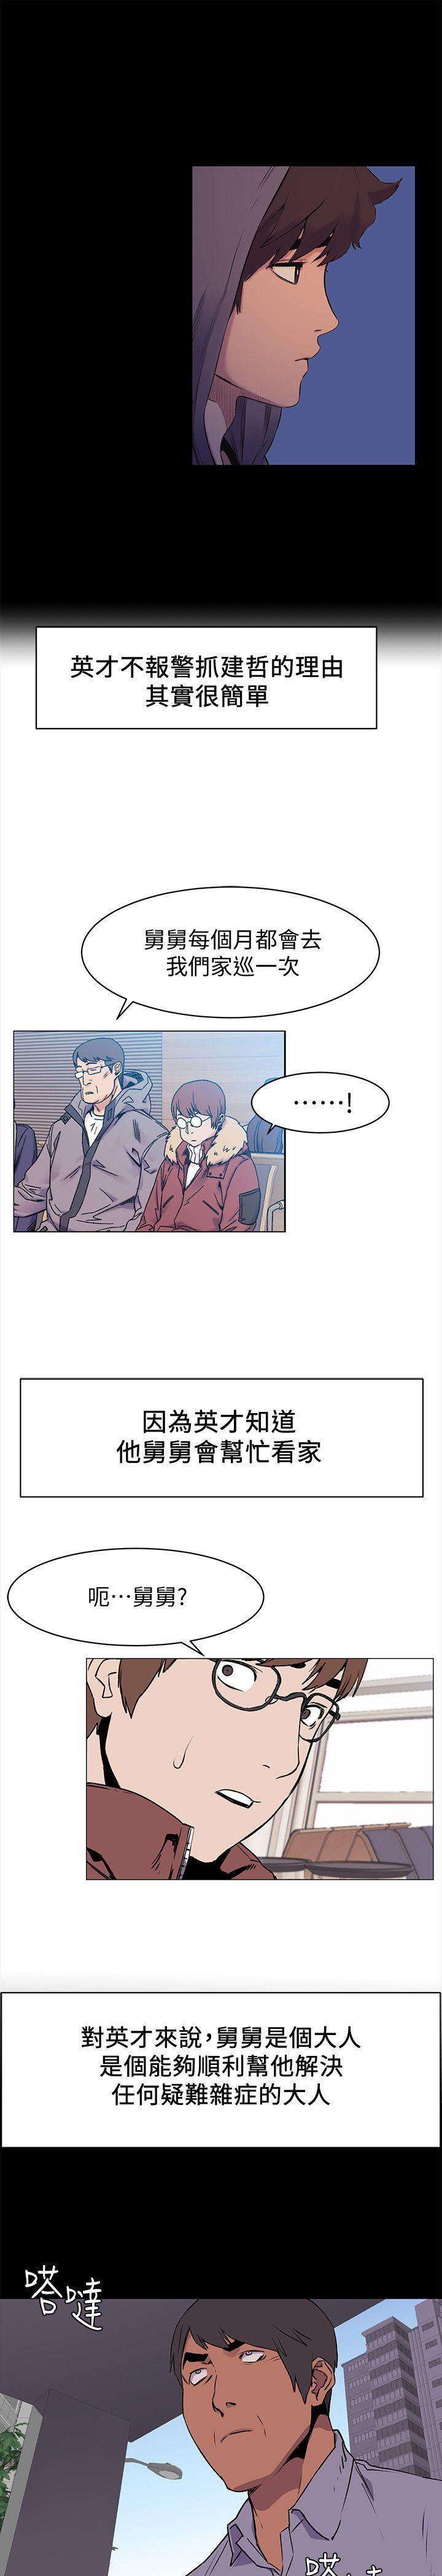 英才不報警抓建哲的理由
其實很簡單
舅舅每個月都會去
我們家巡一次
⋯⋯!
因為英才知道
他舅舅會幫忙看家
呃⋯舅舅?
對英才來說,舅舅是個大人
是個能夠順利幫他解決
任何疑難雜症的大人
嗒噠
嗒